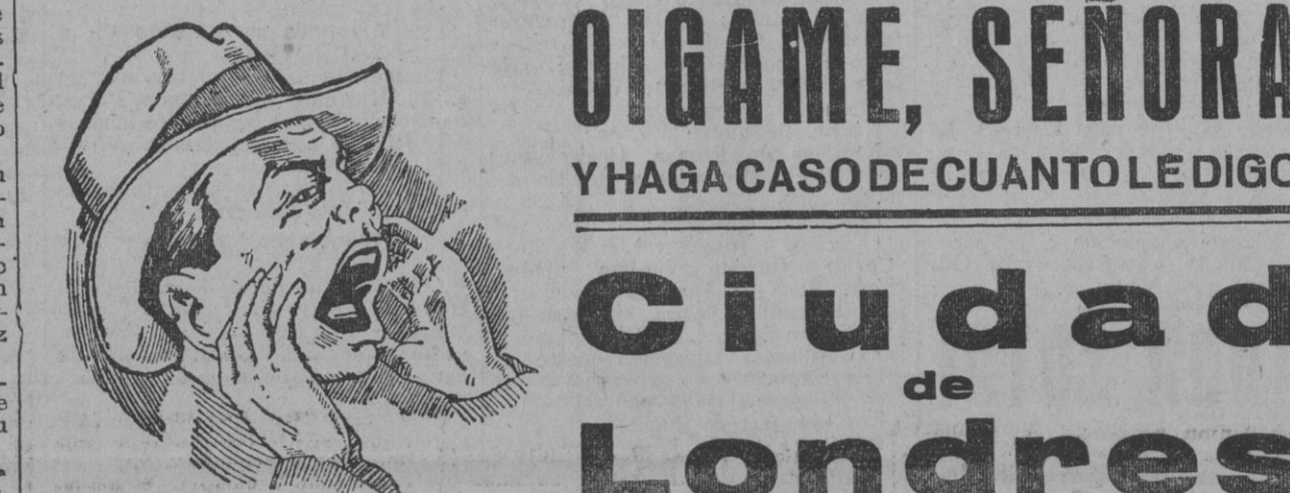 OIGAME, SEÑORA
Y HAGA CASO DE CUANTO LE DIGO
Ciudad
de
Londres